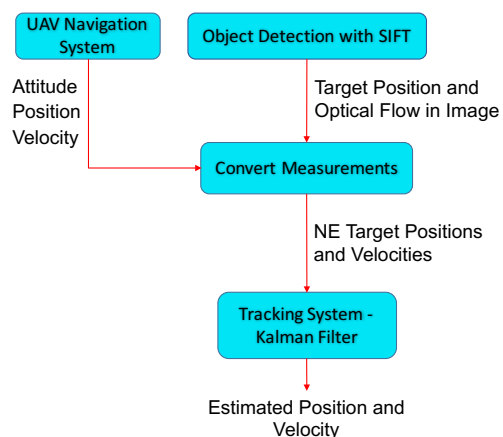 UAV Navigation
System
Object Detection with SIFT
Attitude
Position
Velocity
Target Position and
Optical Flow in Image
Convert Measurements
NE Target Positions
and Velocities
Tracking System -
Kalman Filter
Estimated Position and
Velocity